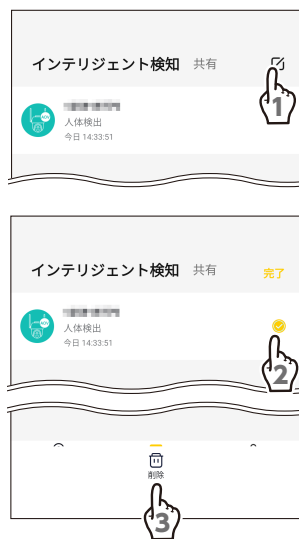 インテリジェント検知 共有
人体検出
今日 14:33:51
1
インテリジェント検知 共有 完了
人体検出
今日 14:33:51
2
削除
3